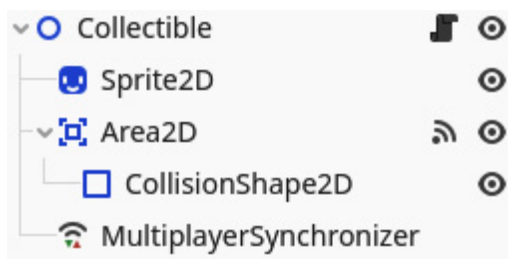 Collectible
Sprite2D
Area2D
CollisionShape2D
MultiplayerSynchronizer